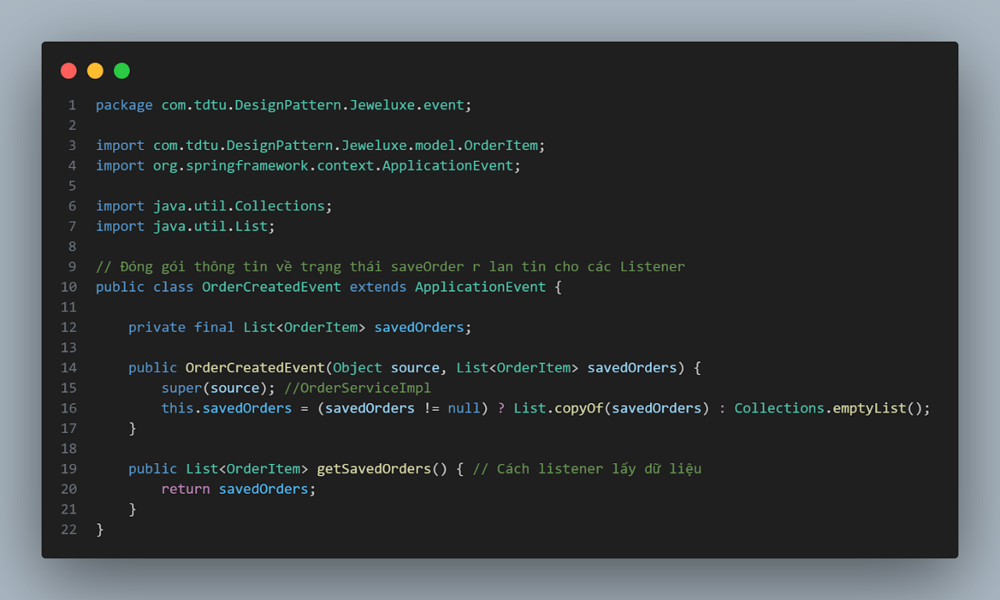 1 package com.tdtu.DesignPattern.Jeweluxe.event;
2
3 import com.tdtu.DesignPattern.Jeweluxe.model.OrderItem;
4 import org.springframework.context.ApplicationEvent;
5
6 import java.util.Collections;
7 import java.util.List;
8
9 // Đóng gói thông tin về trạng thái saveOrder r lan tin cho các Listener
10 public class OrderCreatedEvent extends ApplicationEvent {
11
12     private final List<OrderItem> savedOrders;
13
14     public OrderCreatedEvent(Object source, List<OrderItem> savedOrders) {
15         super(source); //OrderServiceImpl
16         this.savedOrders = (savedOrders != null) ? List.copyOf(savedOrders) : Collections.emptyList();
17     }
18
19     public List<OrderItem> getSavedOrders() { // Cách listener lấy dữ liệu
20         return savedOrders;
21     }
22 }